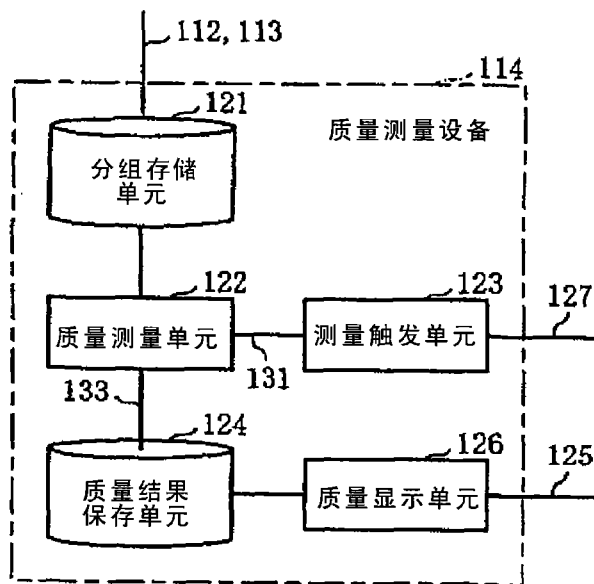 112, 113
114
121
质量测量设备
分组存储
单元
122
123
127
质量测量单元
测量触发单元
131
133
124
126
125
质量结果
保存单元
质量显示单元